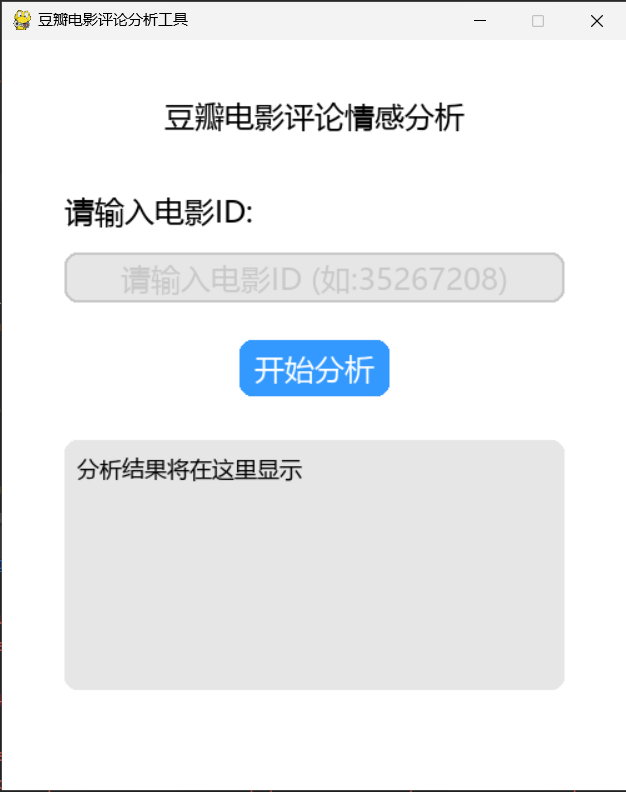 豆瓣电影评论分析工具
豆瓣电影评论情感分析
请输入电影ID:
请输入电影ID (如:35267208)
开始分析
分析结果将在这里显示